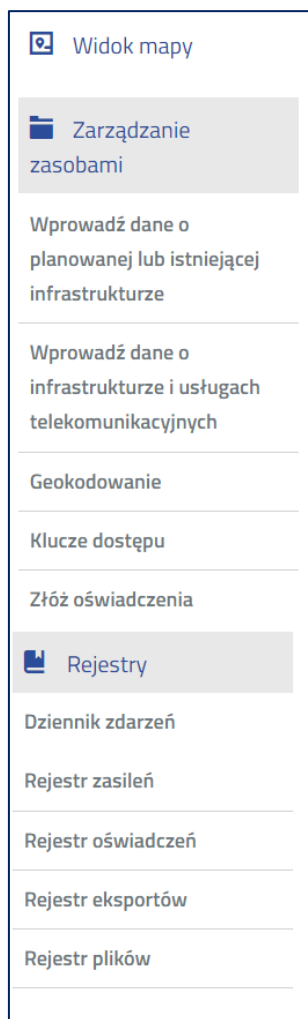 Widok mapy
Zarządzanie
zasobami
Wprowadź dane o
planowanej lub istniejącej
infrastrukturze
Wprowadź dane o
infrastrukturze i usługach
telekomunikacyjnych
Geokodowanie
Klucze dostępu
Złóż oświadczenia
Rejestry
Dziennik zdarzeń
Rejestr zasileń
Rejestr oświadczeń
Rejestr eksportów
Rejestr plików